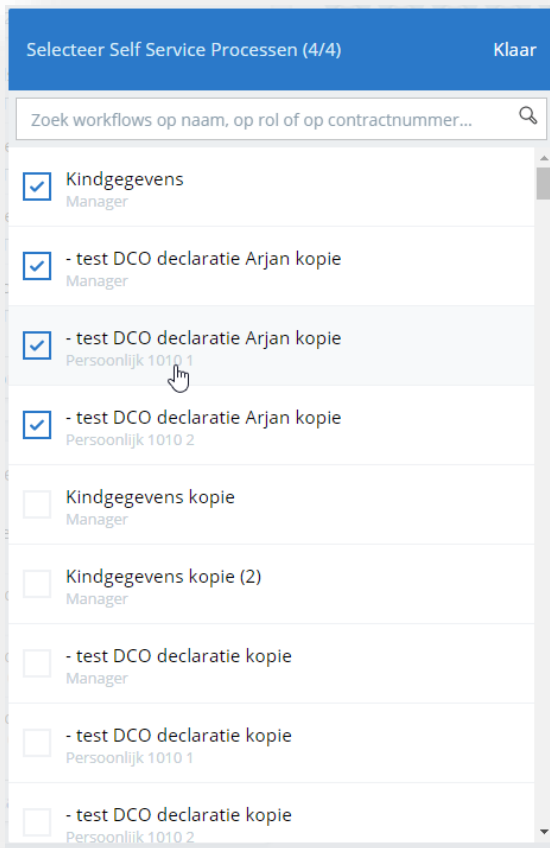 Selecteer Self Service Processen (4/4)
Klaar
Zoek workflows op naam, op rol of op contractnummer...
Kindgegevens
Manager
- test DCO declaratie Arjan kopie
Manager
- test DCO declaratie Arjan kopie
Persoonlijk 1010 1
- test DCO declaratie Arjan kopie
Persoonlijk 1010 2
Kindgegevens kopie
Manager
Kindgegevens kopie (2)
Manager
- test DCO declaratie kopie
Manager
- test DCO declaratie kopie
Persoonlijk 1010 1
- test DCO declaratie kopie
Persoonlijk 1010 2